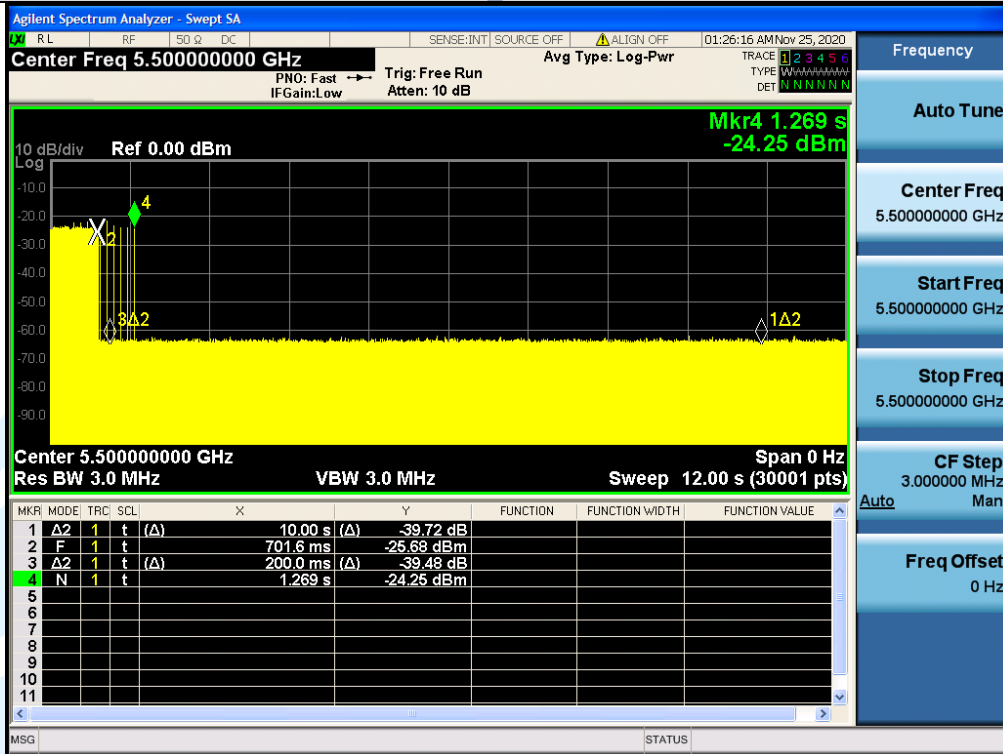 Agilent Spectrum Analyzer - Swept SA
LXI RL RF 50 Ω DC SENSE:INT SOURCE OFF ALIGN OFF 01:26:16 AM Nov 25, 2020
Center Freq 5.500000000 GHz
PNO: Fast
IFGain:Low
Trig: Free Run
Atten: 10 dB
Avg Type: Log-Pwr
TRACE 1 2 3 4 5 6
TYPE
DET N N N N N N
Mkr4 1.269 s
-24.25 dBm
10 dB/div Ref 0.00 dBm
Log
-10.0
-20.0
-30.0
-40.0
-50.0
-60.0
-70.0
-80.0
-90.0
4
2
3Δ2
1Δ2
Center 5.500000000 GHz Span 0 Hz
Res BW 3.0 MHz VBW 3.0 MHz Sweep 12.00 s (30001 pts)
MKR MODE TRC SCL X Y FUNCTION FUNCTION WIDTH FUNCTION VALUE
1 Δ2 1 t (Δ) 10.00 s (Δ) -39.72 dB
2 F 1 t 701.6 ms -25.68 dBm
3 Δ2 1 t (Δ) 200.0 ms (Δ) -39.48 dB
4 N 1 t 1.269 s -24.25 dBm
5
6
7
8
9
10
11
MSG STATUS
Frequency
Auto Tune
Center Freq
5.500000000 GHz
Start Freq
5.500000000 GHz
Stop Freq
5.500000000 GHz
CF Step
3.000000 MHz
Auto Man
Freq Offset
0 Hz